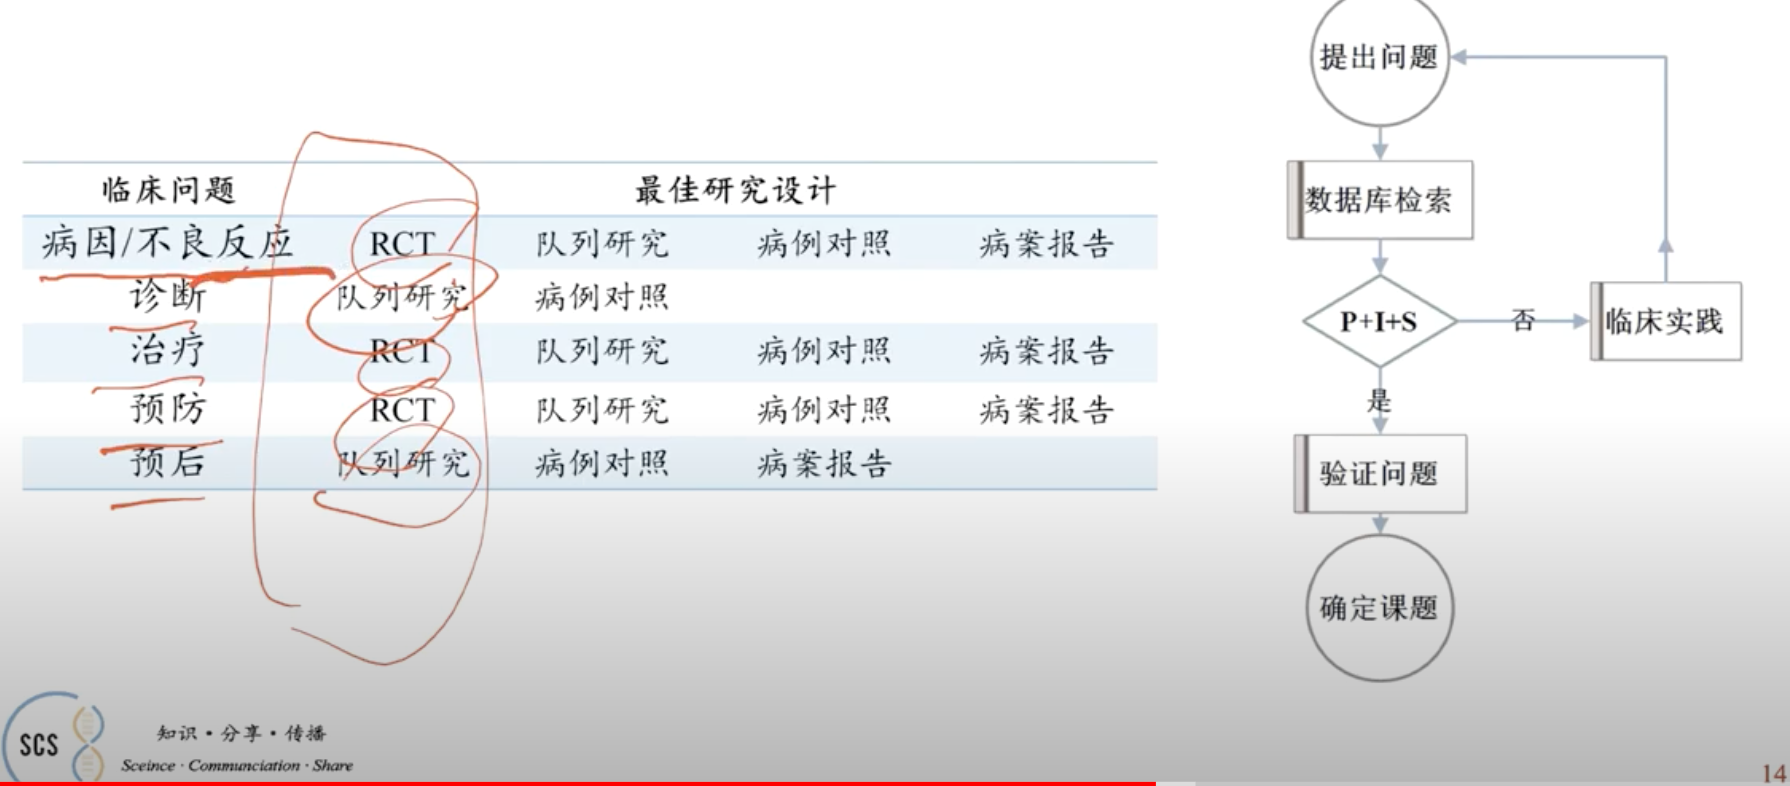 临床问题 最佳研究设计
病因/不良反应 RCT 队列研究 病例对照 病案报告
诊断 队列研究 病例对照
治疗 RCT 队列研究 病例对照 病案报告
预防 RCT 队列研究 病例对照 病案报告
预后 队列研究 病例对照 病案报告
提出问题
数据库检索
P+I+S
否
临床实践
是
验证问题
确定课题
SCS
知识·分享·传播
Sceince · Communciation · Share
14